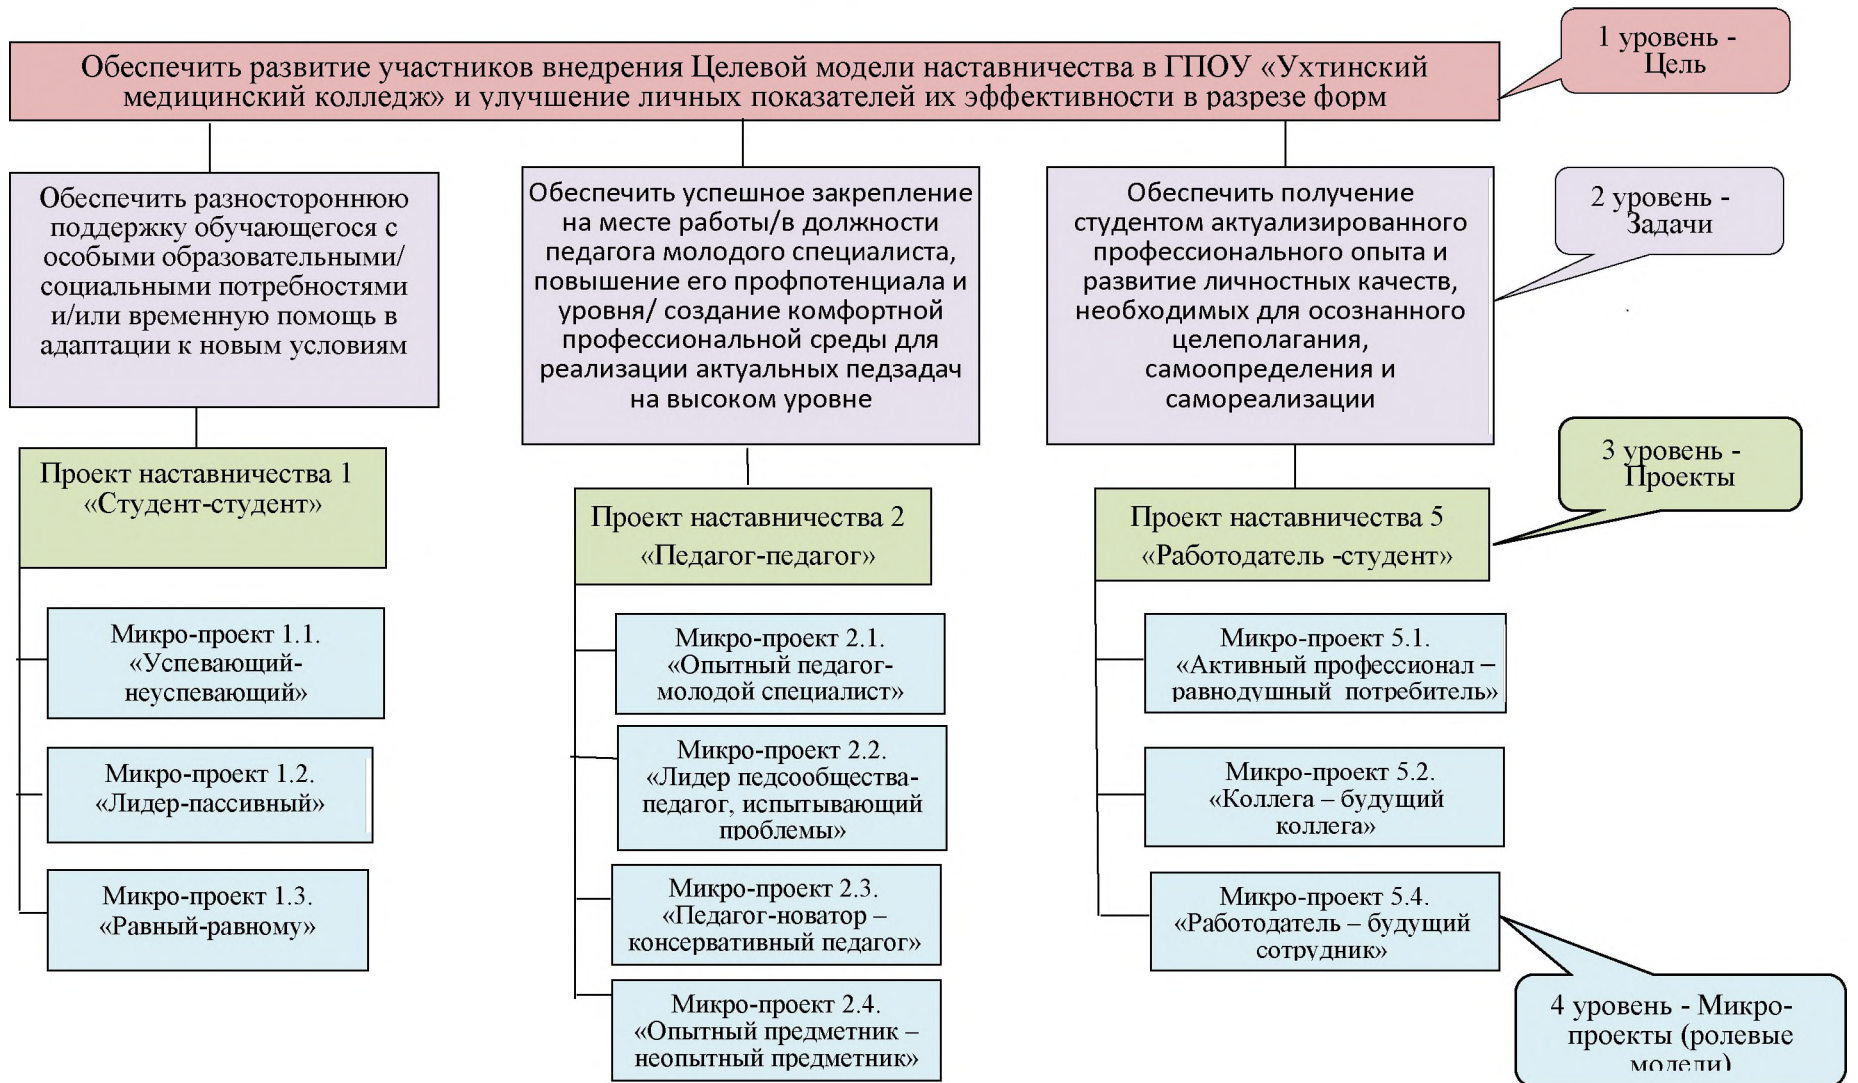 1 уровень -
Цель
Обеспечить развитие участников внедрения Целевой модели наставничества в ГПОУ «Ухтинский
медицинский колледж» и улучшение личных показателей их эффективности в разрезе форм
2 уровень -
Задачи
Обеспечить разностороннюю
поддержку обучающегося с
особыми образовательными/
социальными потребностями
и/или временную помощь в
адаптации к новым условиям
Обеспечить успешное закрепление
на месте работы/в должности
педагога молодого специалиста,
повышение его профпотенциала и
уровня/ создание комфортной
профессиональной среды для
реализации актуальных педзадач
на высоком уровне
Обеспечить получение
студентом актуализированного
профессионального опыта и
развитие личностных качеств,
необходимых для осознанного
целеполагания,
самоопределения и
самореализации
3 уровень -
Проекты
Проект наставничества 1
«Студент-студент»
Проект наставничества 2
«Педагог-педагог»
Проект наставничества 5
«Работодатель -студент»
Микро-проект 1.1.
«Успевающий-
неуспевающий»
Микро-проект 1.2.
«Лидер-пассивный»
Микро-проект 1.3.
«Равный-равному»
Микро-проект 2.1.
«Опытный педагог-
молодой специалист»
Микро-проект 2.2.
«Лидер педсообщества-
педагог, испытывающий
проблемы»
Микро-проект 2.3.
«Педагог-новатор –
консервативный педагог»
Микро-проект 2.4.
«Опытный предметник –
неопытный предметник»
Микро-проект 5.1.
«Активный профессионал –
равнодушный потребитель»
Микро-проект 5.2.
«Коллега – будущий
коллега»
Микро-проект 5.4.
«Работодатель – будущий
сотрудник»
4 уровень - Микро-
проекты (ролевые
модели)